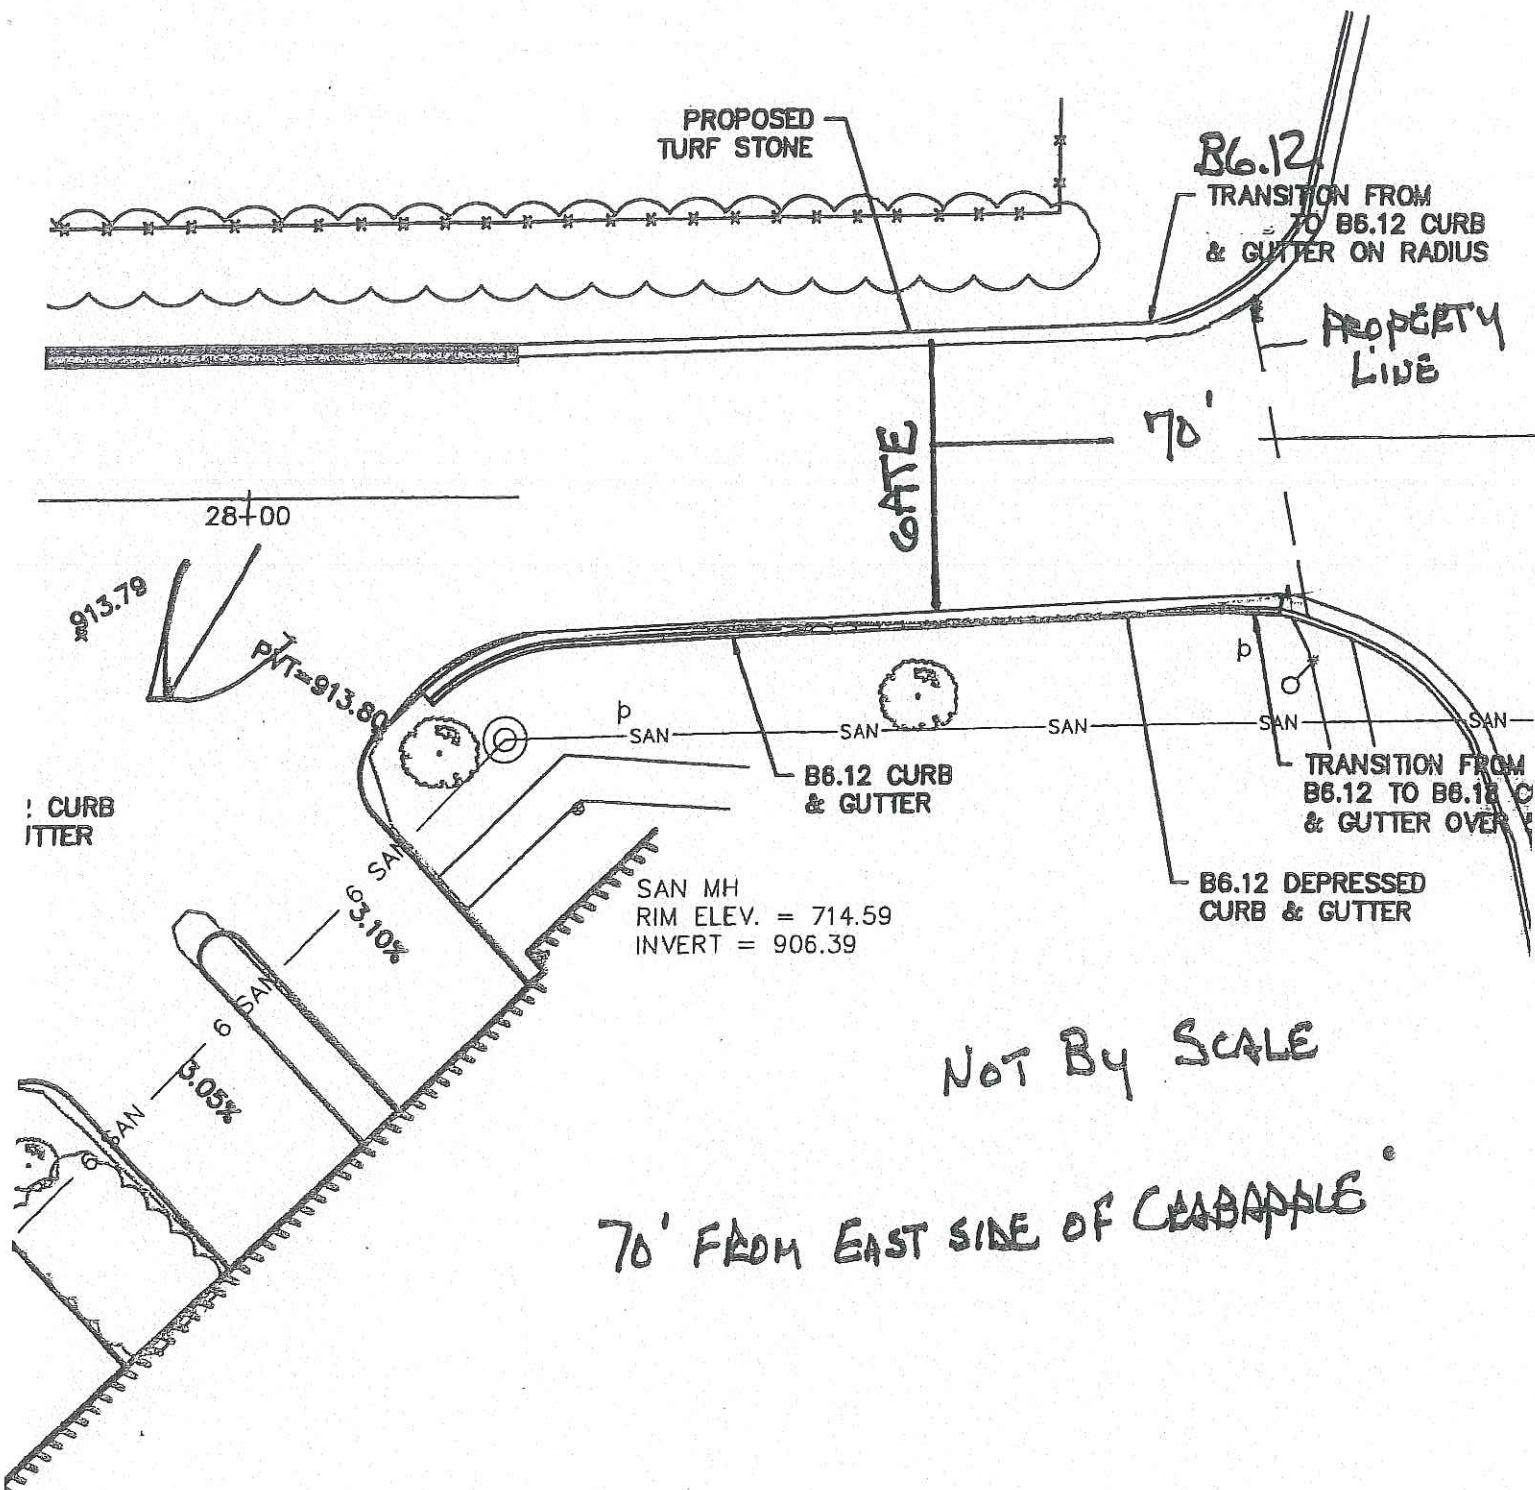 PROPOSED
TURF STONE
B6.12
TRANSITION FROM
TO B6.12 CURB
& GUTTER ON RADIUS
PROPERTY
LINE
70'
GATE
28+00
913.79
PVT=913.80
p
p
SAN
SAN
SAN
SAN
SAN
B6.12 CURB
& GUTTER
TRANSITION FROM
B6.12 TO B6.18 C
& GUTTER OVER
CURB
TTER
B6.12 DEPRESSED
CURB & GUTTER
SAN MH
RIM ELEV. = 714.59
INVERT = 906.39
SAN
6
3.10%
SAN
6
3.05%
SAN
6
NOT By SCALE
70' FROM EAST SIDE OF CRABAPPLE